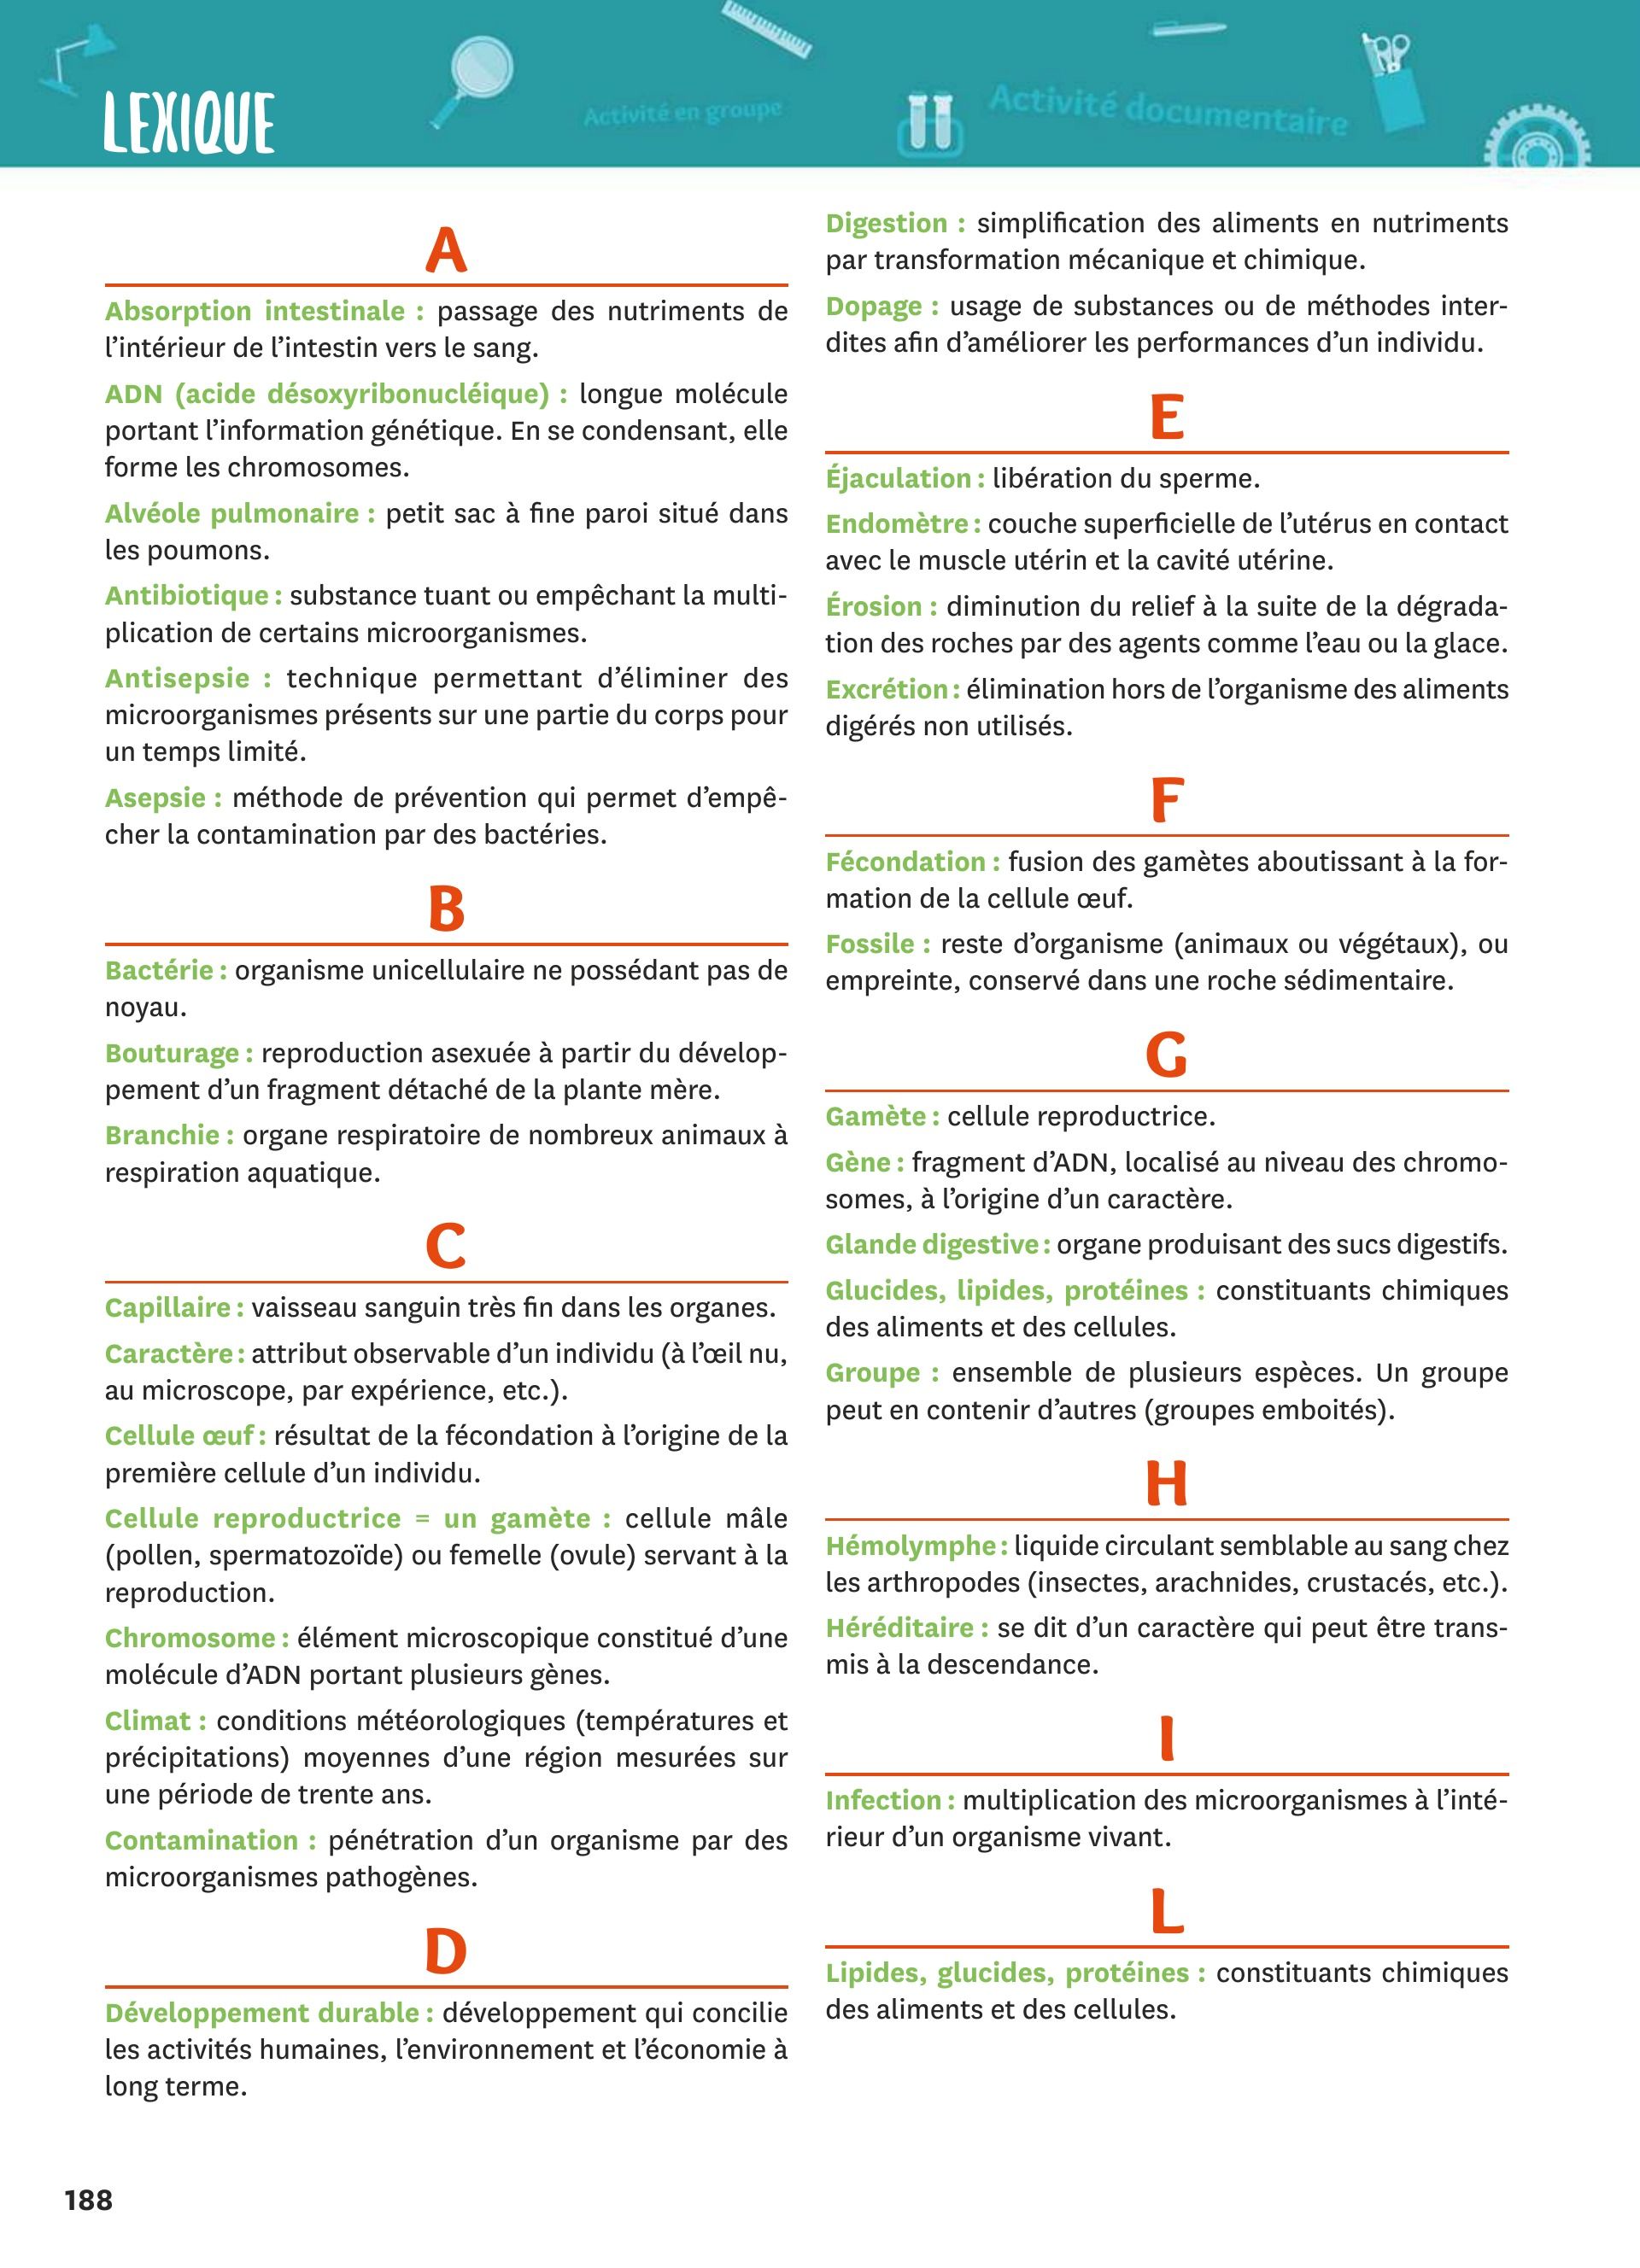 LEXIQUE
Activité en groupe
Activité documentaire
A
Absorption intestinale : passage des nutriments de
l’intérieur de l’intestin vers le sang.
ADN (acide désoxyribonucléique) : longue molécule
portant l’information génétique. En se condensant, elle
forme les chromosomes.
Alvéole pulmonaire : petit sac à fine paroi situé dans
les poumons.
Antibiotique : substance tuant ou empêchant la multi-
plication de certains microorganismes.
Antisepsie : technique permettant d’éliminer des
microorganismes présents sur une partie du corps pour
un temps limité.
Asepsie : méthode de prévention qui permet d’empê-
cher la contamination par des bactéries.
B
Bactérie : organisme unicellulaire ne possédant pas de
noyau.
Bouturage : reproduction asexuée à partir du dévelop-
pement d’un fragment détaché de la plante mère.
Branchie : organe respiratoire de nombreux animaux à
respiration aquatique.
C
Capillaire : vaisseau sanguin très fin dans les organes.
Caractère : attribut observable d’un individu (à l’œil nu,
au microscope, par expérience, etc.).
Cellule œuf : résultat de la fécondation à l’origine de la
première cellule d’un individu.
Cellule reproductrice = un gamète : cellule mâle
(pollen, spermatozoïde) ou femelle (ovule) servant à la
reproduction.
Chromosome : élément microscopique constitué d’une
molécule d’ADN portant plusieurs gènes.
Climat : conditions météorologiques (températures et
précipitations) moyennes d’une région mesurées sur
une période de trente ans.
Contamination : pénétration d’un organisme par des
microorganismes pathogènes.
D
Développement durable : développement qui concilie
les activités humaines, l’environnement et l’économie à
long terme.
Digestion : simplification des aliments en nutriments
par transformation mécanique et chimique.
Dopage : usage de substances ou de méthodes inter-
dites afin d’améliorer les performances d’un individu.
E
Éjaculation : libération du sperme.
Endomètre : couche superficielle de l’utérus en contact
avec le muscle utérin et la cavité utérine.
Érosion : diminution du relief à la suite de la dégrada-
tion des roches par des agents comme l’eau ou la glace.
Excrétion : élimination hors de l’organisme des aliments
digérés non utilisés.
F
Fécondation : fusion des gamètes aboutissant à la for-
mation de la cellule œuf.
Fossile : reste d’organisme (animaux ou végétaux), ou
empreinte, conservé dans une roche sédimentaire.
G
Gamète : cellule reproductrice.
Gène : fragment d’ADN, localisé au niveau des chromo-
somes, à l’origine d’un caractère.
Glande digestive : organe produisant des sucs digestifs.
Glucides, lipides, protéines : constituants chimiques
des aliments et des cellules.
Groupe : ensemble de plusieurs espèces. Un groupe
peut en contenir d’autres (groupes emboités).
H
Hémolymphe : liquide circulant semblable au sang chez
les arthropodes (insectes, arachnides, crustacés, etc.).
Héréditaire : se dit d’un caractère qui peut être trans-
mis à la descendance.
I
Infection : multiplication des microorganismes à l’inté-
rieur d’un organisme vivant.
L
Lipides, glucides, protéines : constituants chimiques
des aliments et des cellules.
188